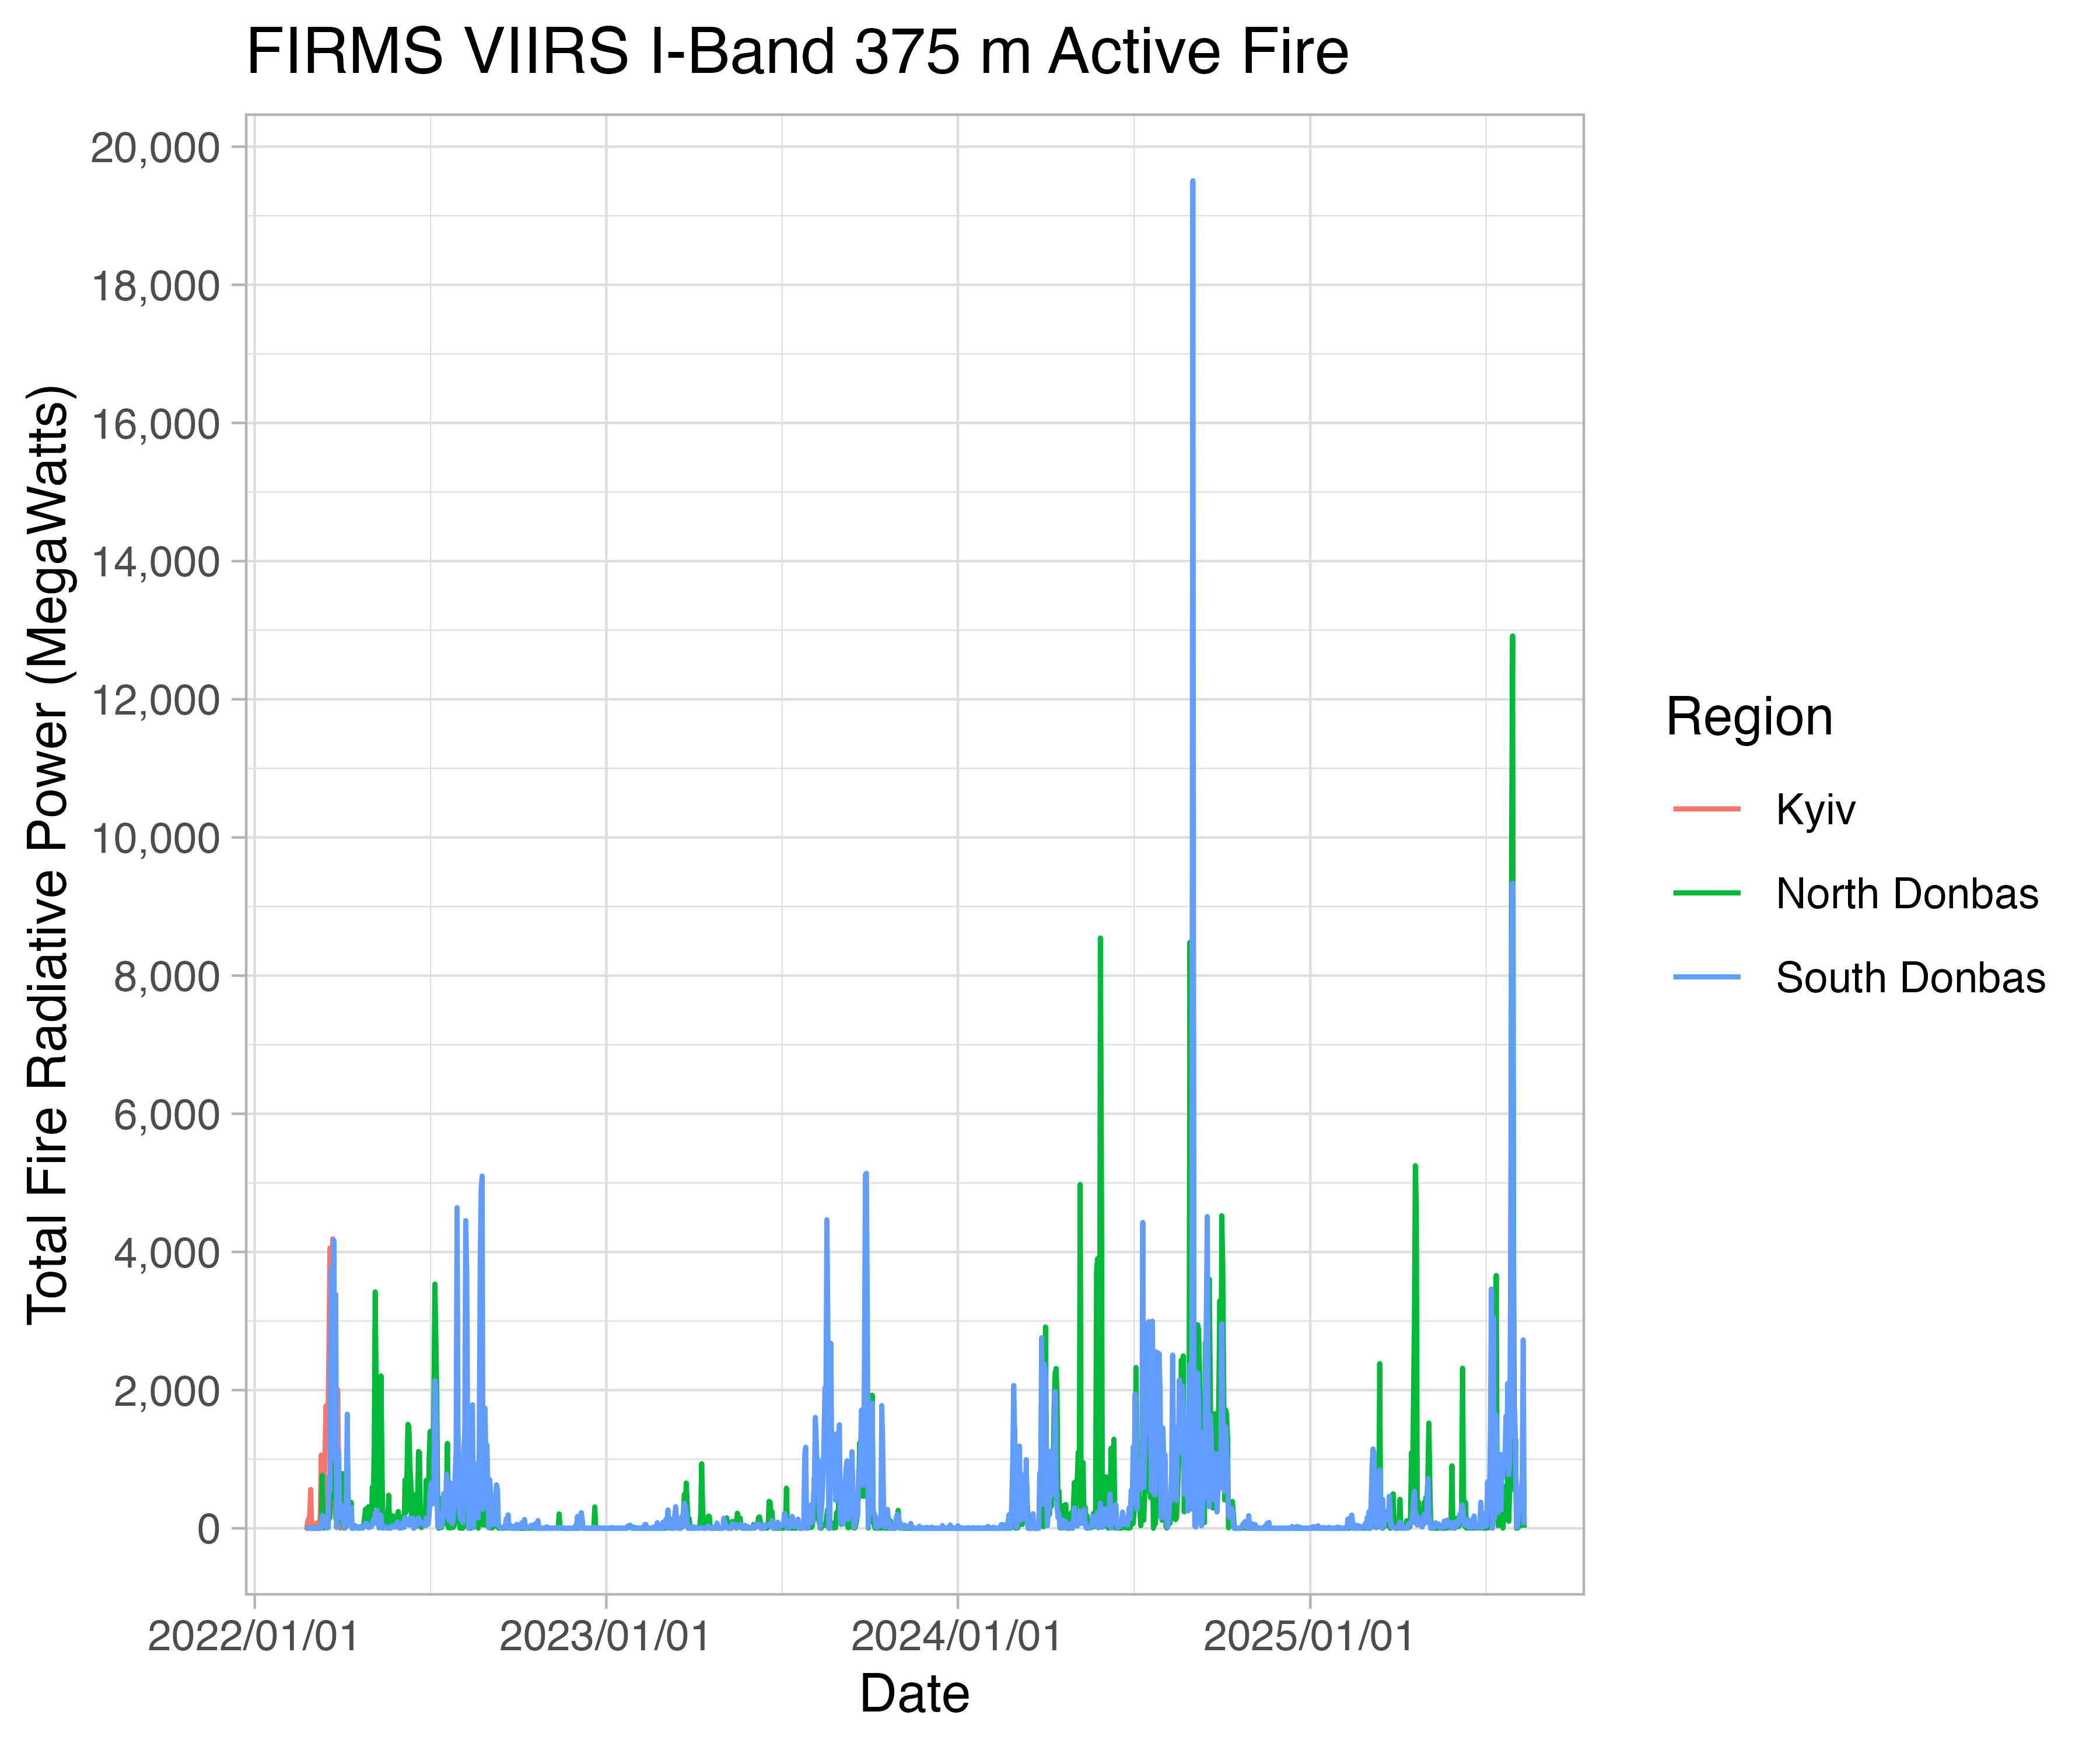 FIRMS VIIRS I-Band 375 m Active Fire
Total Fire Radiative Power (MegaWatts)
20,000
18,000
16,000
14,000
12,000
10,000
8,000
6,000
4,000
2,000
0
2022/01/01
2023/01/01
2024/01/01
2025/01/01
Date
Region
Kyiv
North Donbas
South Donbas